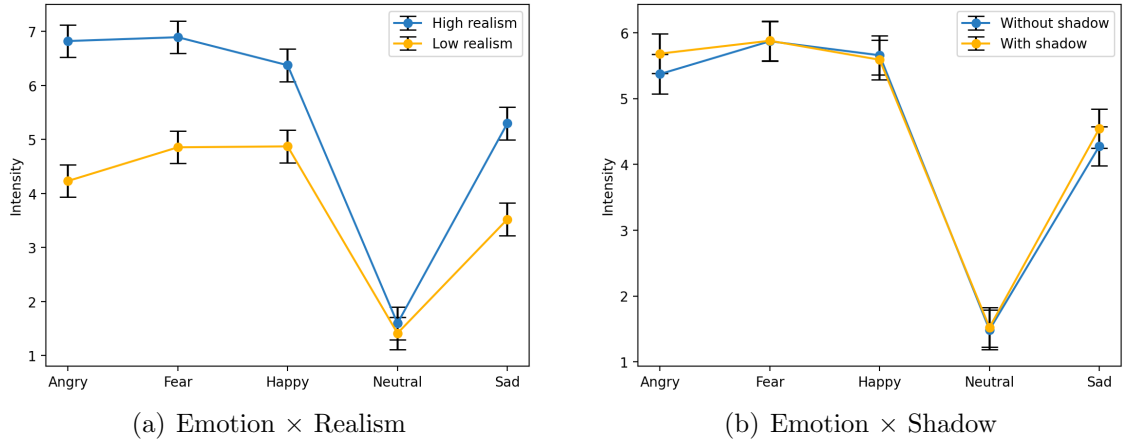 High realism
Low realism
7
6
5
4
3
2
1
Intensity
Angry
Fear
Happy
Neutral
Sad
(a) Emotion × Realism
Without shadow
With shadow
6
5
4
3
2
1
Intensity
Angry
Fear
Happy
Neutral
Sad
(b) Emotion × Shadow